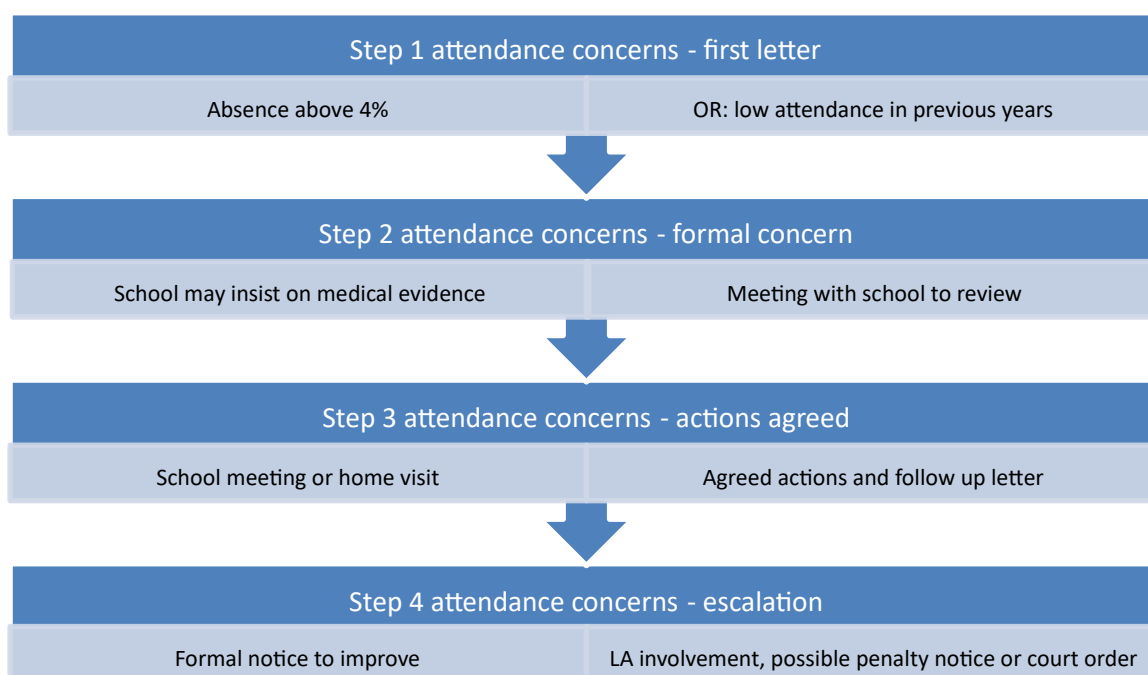 Step 1 attendance concerns - first letter
Absence above 4%
OR: low attendance in previous years
Step 2 attendance concerns - formal concern
School may insist on medical evidence
Meeting with school to review
Step 3 attendance concerns - actions agreed
School meeting or home visit
Agreed actions and follow up letter
Step 4 attendance concerns - escalation
Formal notice to improve
LA involvement, possible penalty notice or court order